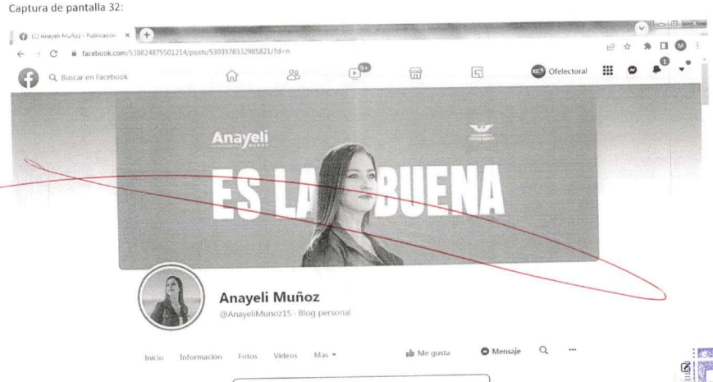 Captura de pantalla 32:
(1) Anayeli Muñoz - Publicacion
facebook.com/538824879501214/posts/5303978332985821/?d=n
Buscar en Facebook
9+
Ofelectoral
1
Anayeli
MUÑOZ
ES LA BUENA
Anayeli Muñoz
@AnayeliMunoz15 · Blog personal
Inicio Información Fotos Videos Más
Me gusta Mensaje